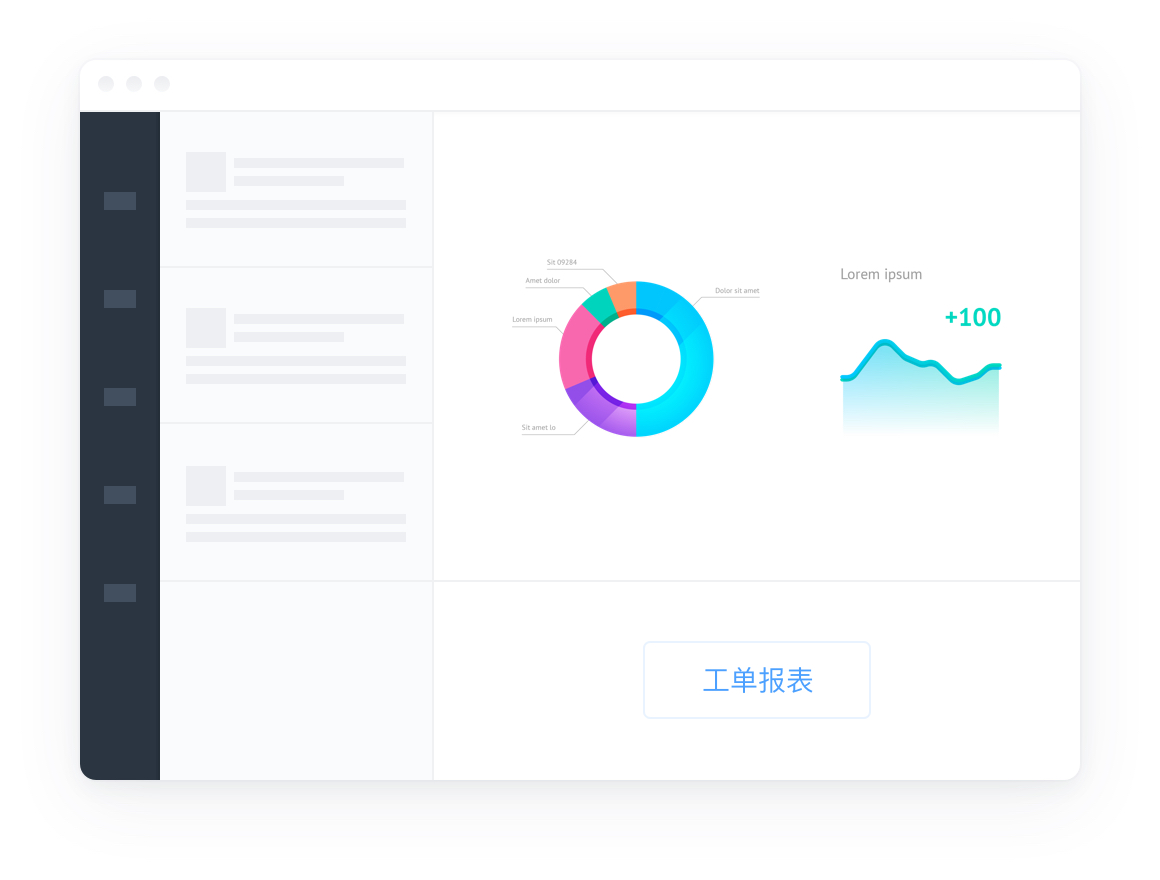 Sit 09284
Amet dolor
Dolor sit amet
Lorem ipsum
Sit amet lo
Lorem ipsum
+100
工单报表